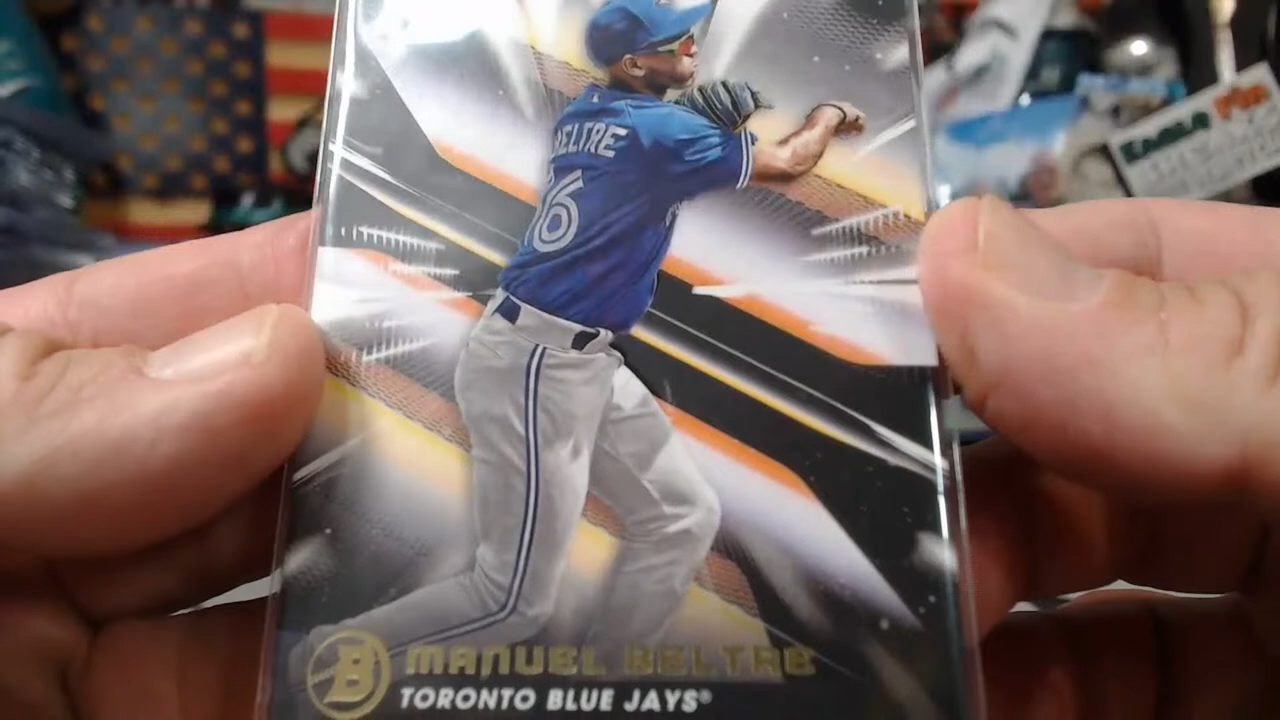 BELTRE
16
B
MANUEL BELTRE
TORONTO BLUE JAYS®